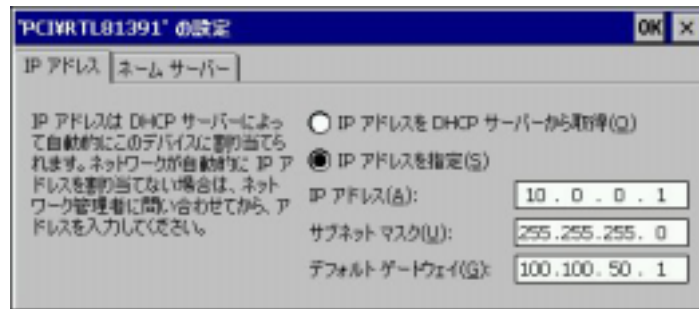 'PCI¥RTL81391' の設定
OK ×
IP アドレス
ネーム サーバー
IP アドレスは DHCP サーバーによっ
て自動的にこのデバイスに割り当てら
れます。ネットワークが自動的に IP ア
ドレスを割り当てない場合は、ネット
ワーク管理者に問い合わせてから、ア
ドレスを入力してください。
IP アドレスを DHCP サーバーから取得(O)
IP アドレスを指定(S)
IP アドレス(A):
10 . 0 . 0 . 1
サブネット マスク(U):
255.255.255. 0
デフォルト ゲートウェイ(G):
100.100. 50 . 1